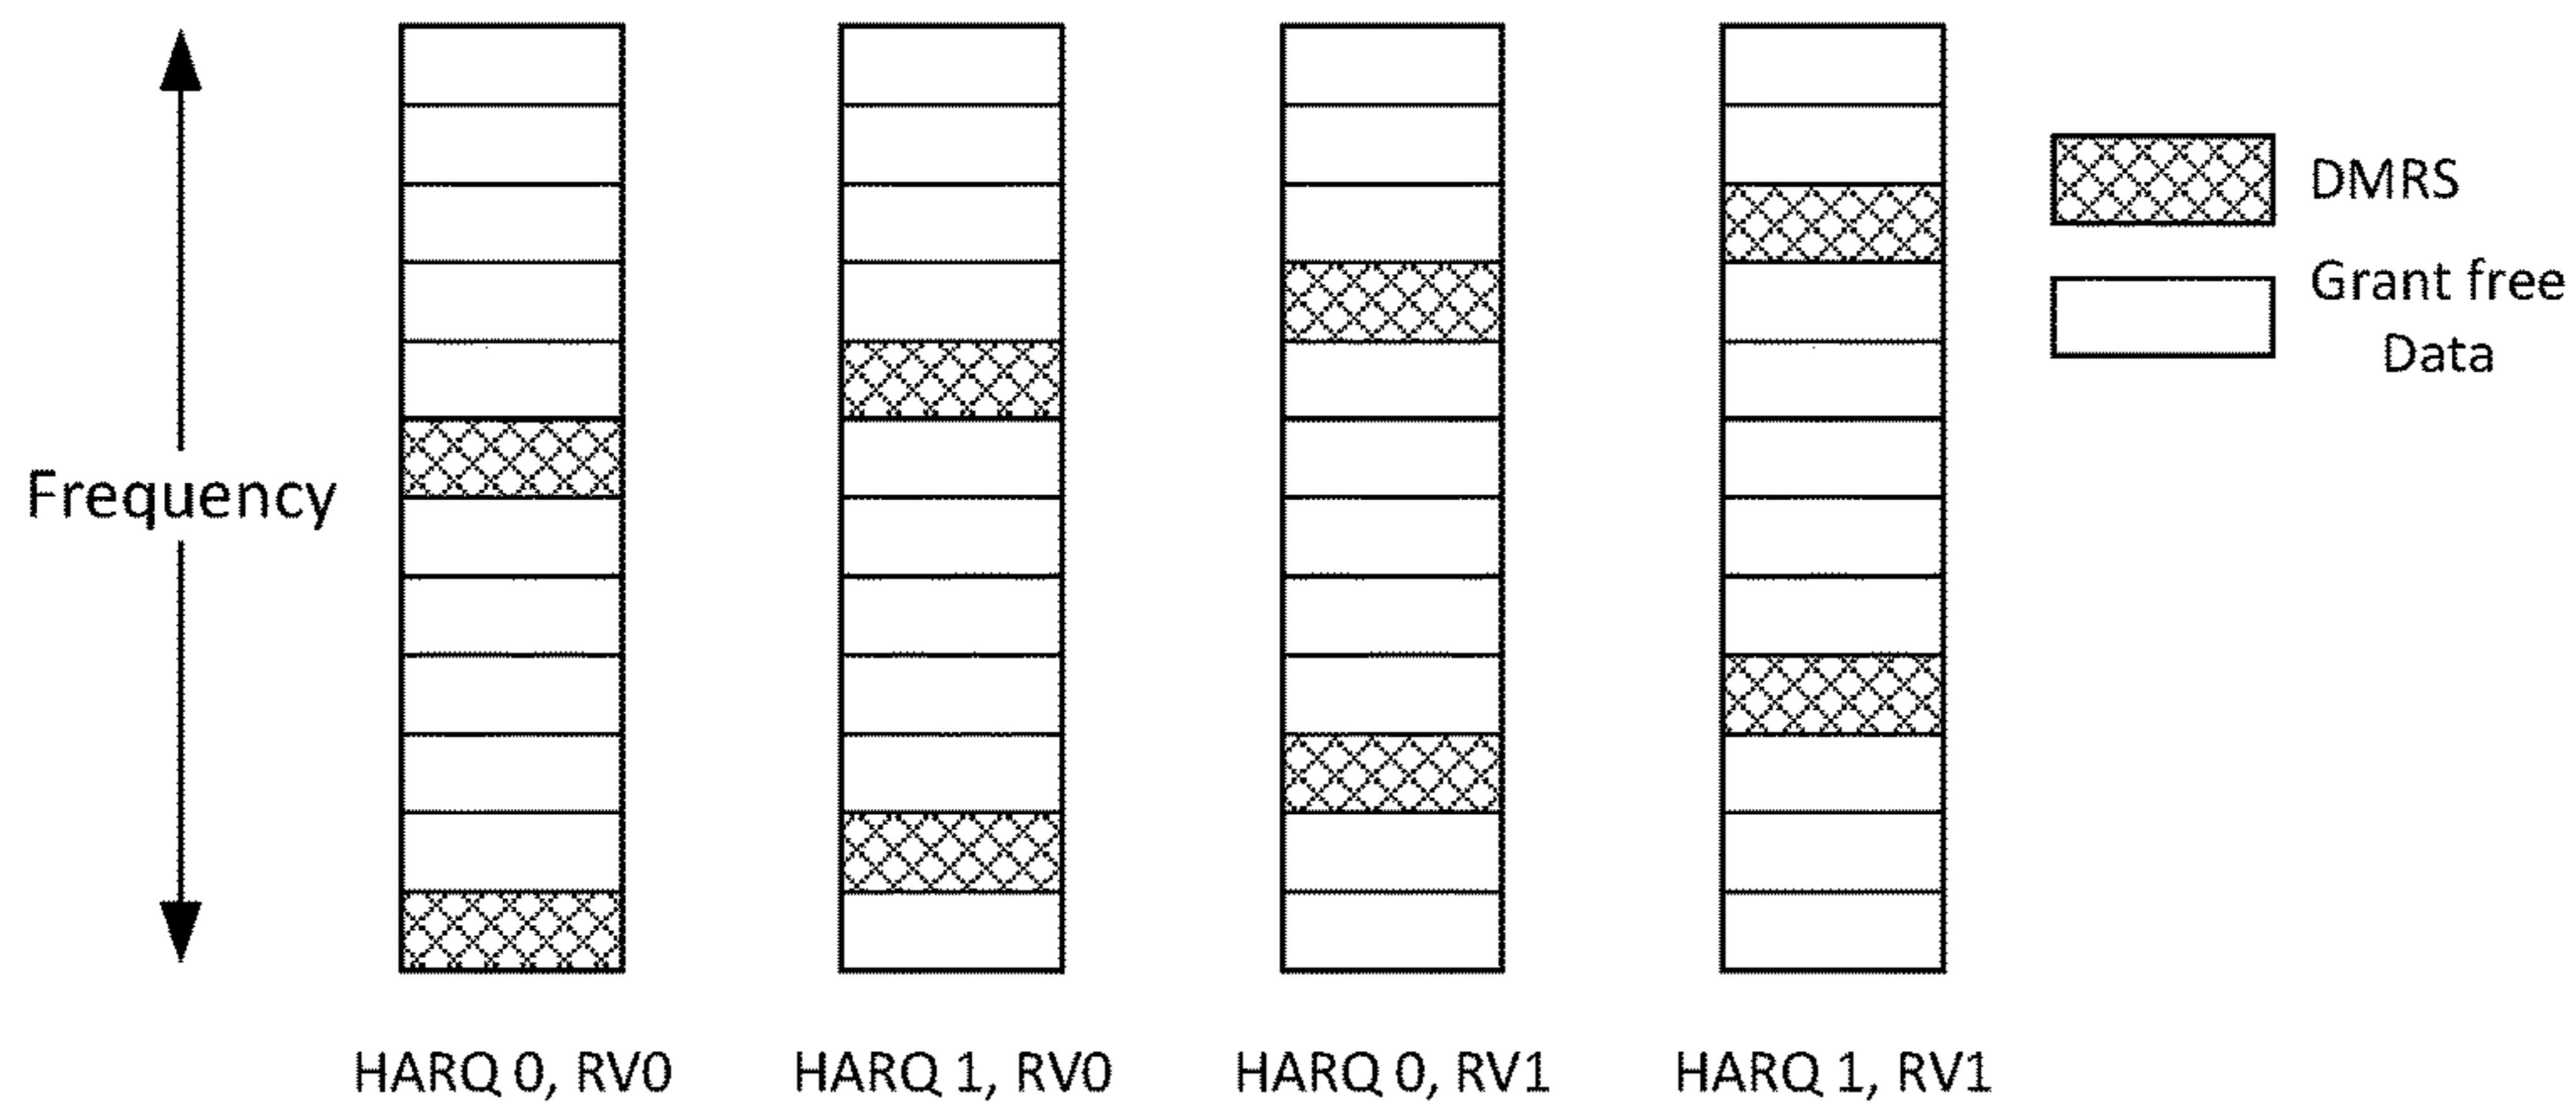 Frequency
DMRS
Grant free
Data
HARQ 0, RV0
HARQ 1, RV0
HARQ 0, RV1
HARQ 1, RV1